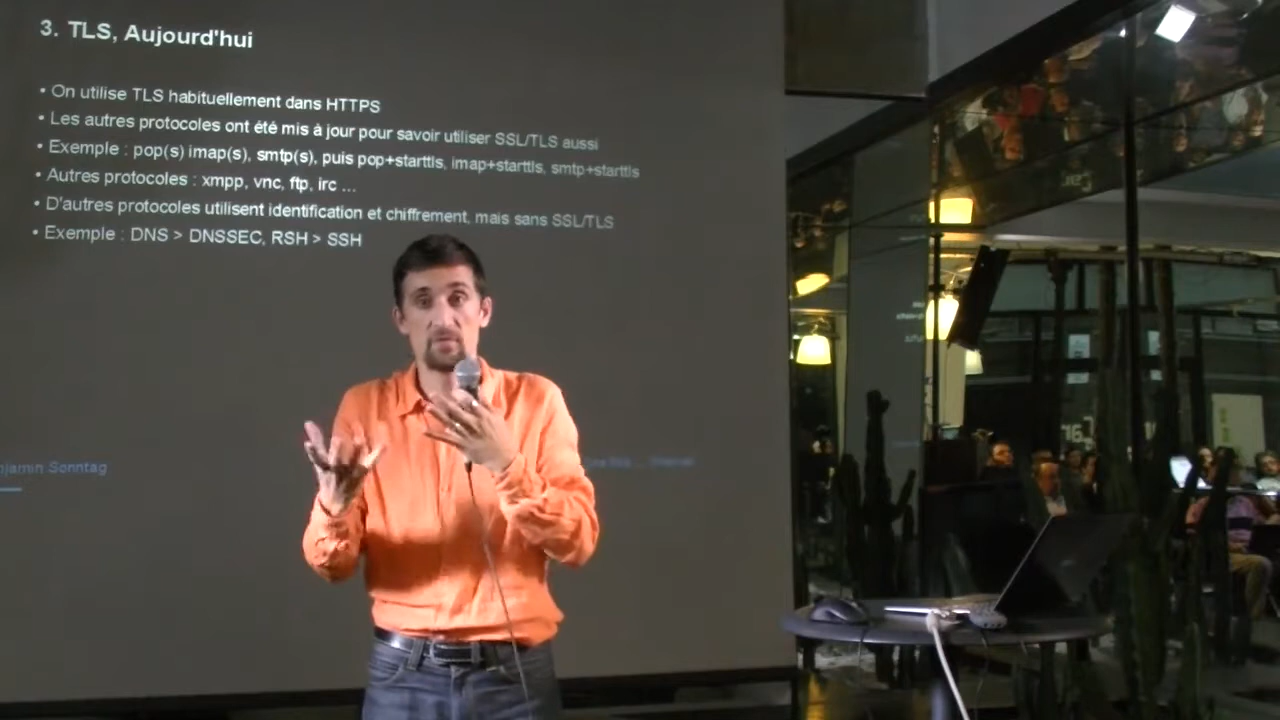 3. TLS, Aujourd'hui
• On utilise TLS habituellement dans HTTPS
• Les autres protocoles ont été mis à jour pour savoir utiliser SSL/TLS aussi
• Exemple : pop(s) imap(s), smtp(s), puis pop+starttls, imap+starttls, smtp+starttls
• Autres protocoles : xmpp, vnc, ftp, irc ...
• D'autres protocoles utilisent identification et chiffrement, mais sans SSL/TLS
• Exemple : DNS > DNSSEC, RSH > SSH
njamin Sonntag
Car